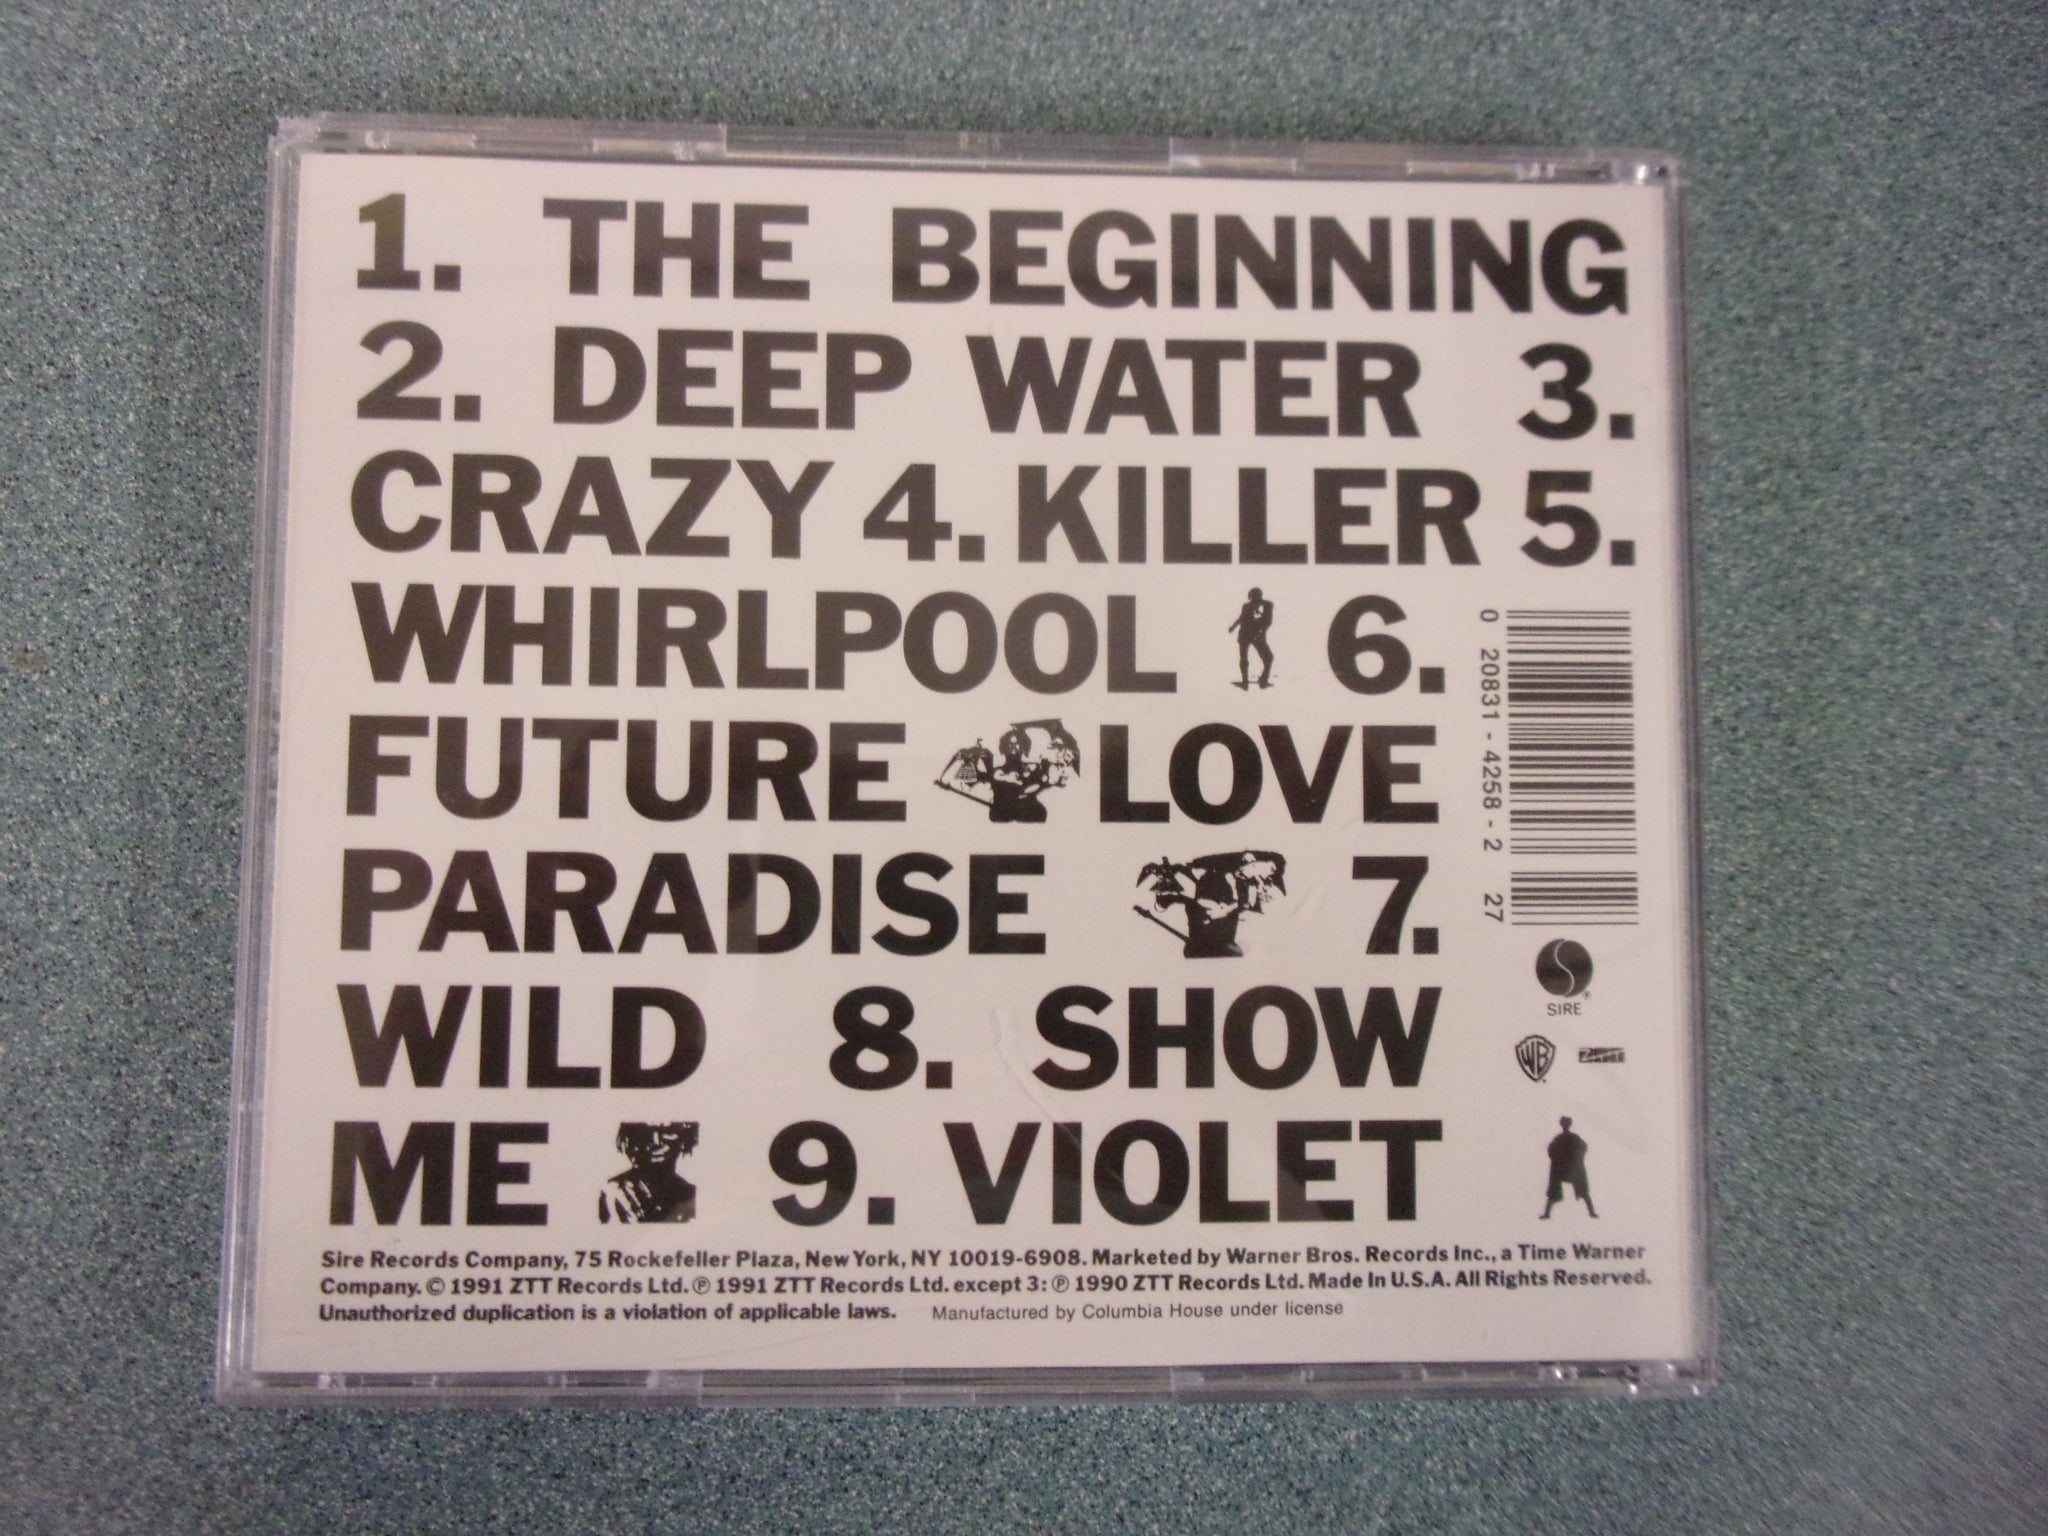 1. THE BEGINNING
2. DEEP WATER 3.
CRAZY 4. KILLER 5.
WHIRLPOOL 6.
FUTURE LOVE
PARADISE 7.
WILD 8. SHOW
ME 9. VIOLET
0 20831-4258-2 27
SIRE
®
WB
Sire Records Company, 75 Rockefeller Plaza, New York, NY 10019-6908. Marketed by Warner Bros. Records Inc., a Time Warner
Company. © 1991 ZTT Records Ltd. ℗ 1991 ZTT Records Ltd. except 3: ℗ 1990 ZTT Records Ltd. Made In U.S.A. All Rights Reserved.
Unauthorized duplication is a violation of applicable laws. Manufactured by Columbia House under license